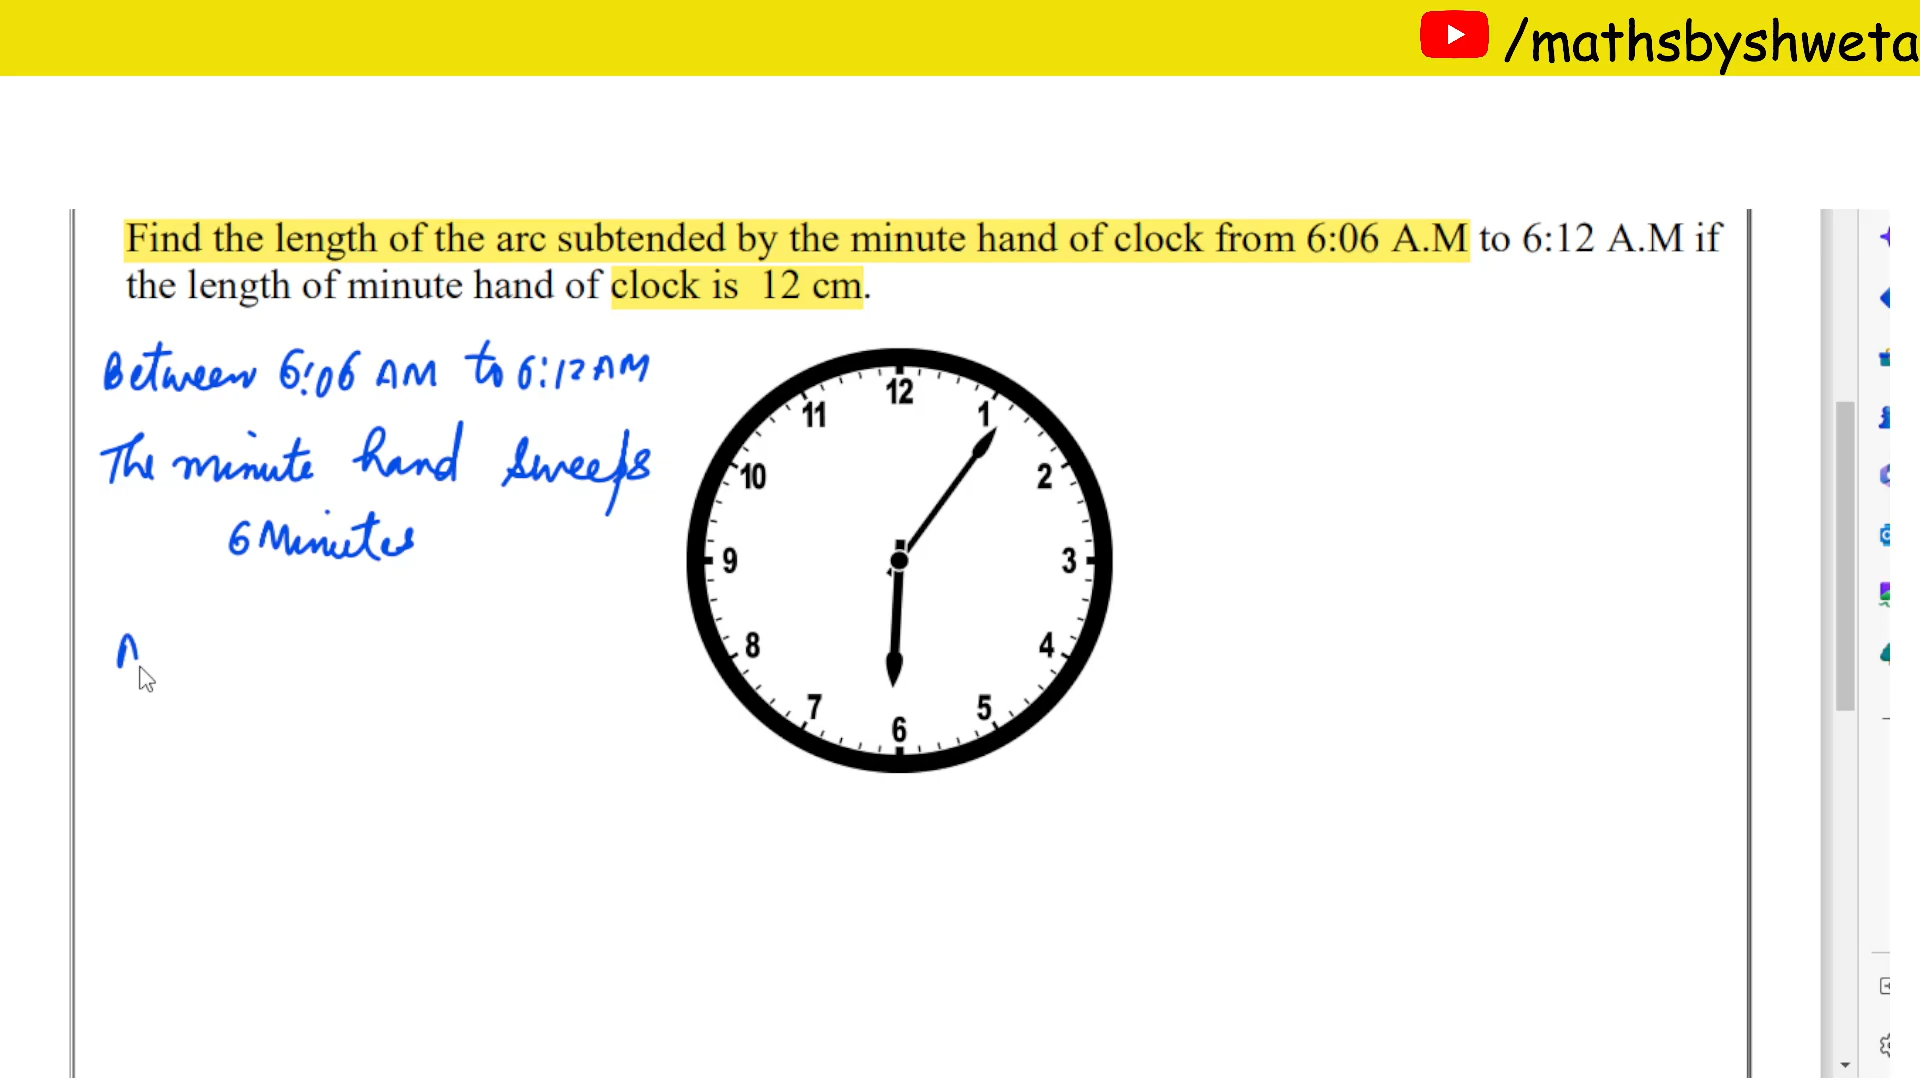 /mathsbyshweta
Find the length of the arc subtended by the minute hand of clock from 6:06 A.M to 6:12 A.M if
the length of minute hand of clock is 12 cm.
Between 6:06 AM to 6:12 AM
The minute hand sweeps
6 Minutes
A
12
11
1
10
2
9
3
8
4
7
5
6